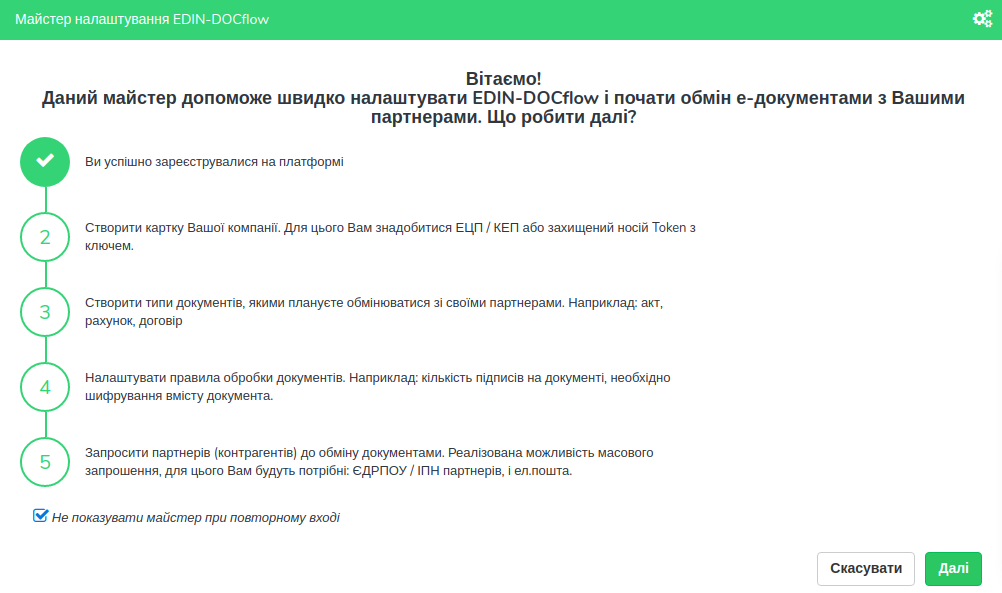 Майстер налаштування EDIN-DOCflow
Вітаємо!
Даний майстер допоможе швидко налаштувати EDIN-DOCflow і почати обмін е-документами з Вашими
партнерами. Що робити далі?
Ви успішно зареєструвалися на платформі
2
Створити картку Вашої компанії. Для цього Вам знадобитися ЕЦП / КЕП або захищений носій Token з
ключем.
3
Створити типи документів, якими плануєте обмінюватися зі своїми партнерами. Наприклад: акт,
рахунок, договір
4
Налаштувати правила обробки документів. Наприклад: кількість підписів на документі, необхідно
шифрування вмісту документа.
5
Запросити партнерів (контрагентів) до обміну документами. Реалізована можливість масового
запрошення, для цього Вам будуть потрібні: ЄДРПОУ / ІПН партнерів, і ел.пошта.
Не показувати майстер при повторному вході
Скасувати
Далі